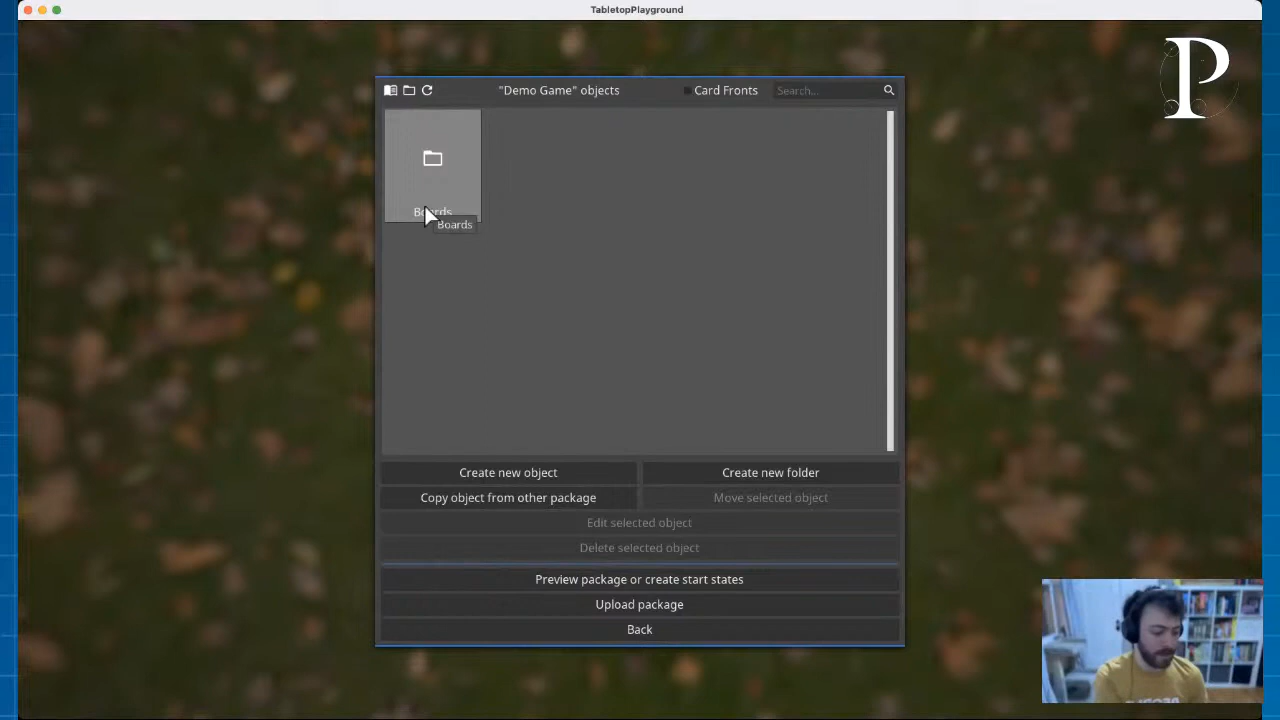 TabletopPlayground
P
"Demo Game" objects
Card Fronts
Search...
Boards
Boards
Create new object
Create new folder
Copy object from other package
Move selected object
Edit selected object
Delete selected object
Preview package or create start states
Upload package
Back